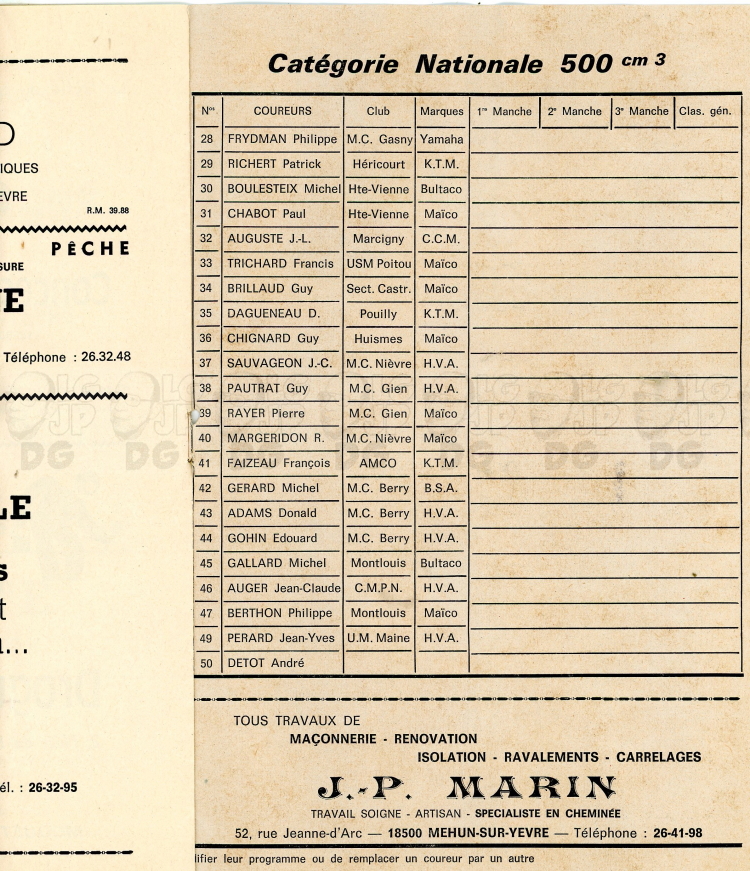 D
IQUES
EVRE
R.M. 39.88
PÊCHE
SURE
E
Téléphone : 26.32.48
LE
s
t
...
él. : 26-32-95
Catégorie Nationale 500 cm 3
Nos COUREURS Club Marques 1re Manche 2e Manche 3e Manche Clas. gén.
28 FRYDMAN Philippe M.C. Gasny Yamaha
29 RICHERT Patrick Héricourt K.T.M.
30 BOULESTEIX Michel Hte-Vienne Bultaco
31 CHABOT Paul Hte-Vienne Maïco
32 AUGUSTE J.-L. Marcigny C.C.M.
33 TRICHARD Francis USM Poitou Maïco
34 BRILLAUD Guy Sect. Castr. Maïco
35 DAGUENEAU D. Pouilly K.T.M.
36 CHIGNARD Guy Huismes Maïco
37 SAUVAGEON J.-C. M.C. Nièvre H.V.A.
38 PAUTRAT Guy M.C. Gien H.V.A.
39 RAYER Pierre M.C. Gien Maïco
40 MARGERIDON R. M.C. Nièvre Maïco
41 FAIZEAU François AMCO K.T.M.
42 GERARD Michel M.C. Berry B.S.A.
43 ADAMS Donald M.C. Berry H.V.A.
44 GOHIN Edouard M.C. Berry H.V.A.
45 GALLARD Michel Montlouis Bultaco
46 AUGER Jean-Claude C.M.P.N. H.V.A.
47 BERTHON Philippe Montlouis Maïco
49 PERARD Jean-Yves U.M. Maine H.V.A.
50 DETOT André
TOUS TRAVAUX DE
MAÇONNERIE - RENOVATION
ISOLATION - RAVALEMENTS - CARRELAGES
J.-P. MARIN
TRAVAIL SOIGNE - ARTISAN - SPECIALISTE EN CHEMINÉE
52, rue Jeanne-d'Arc — 18500 MEHUN-SUR-YEVRE — Téléphone : 26-41-98
lifier leur programme ou de remplacer un coureur par un autre